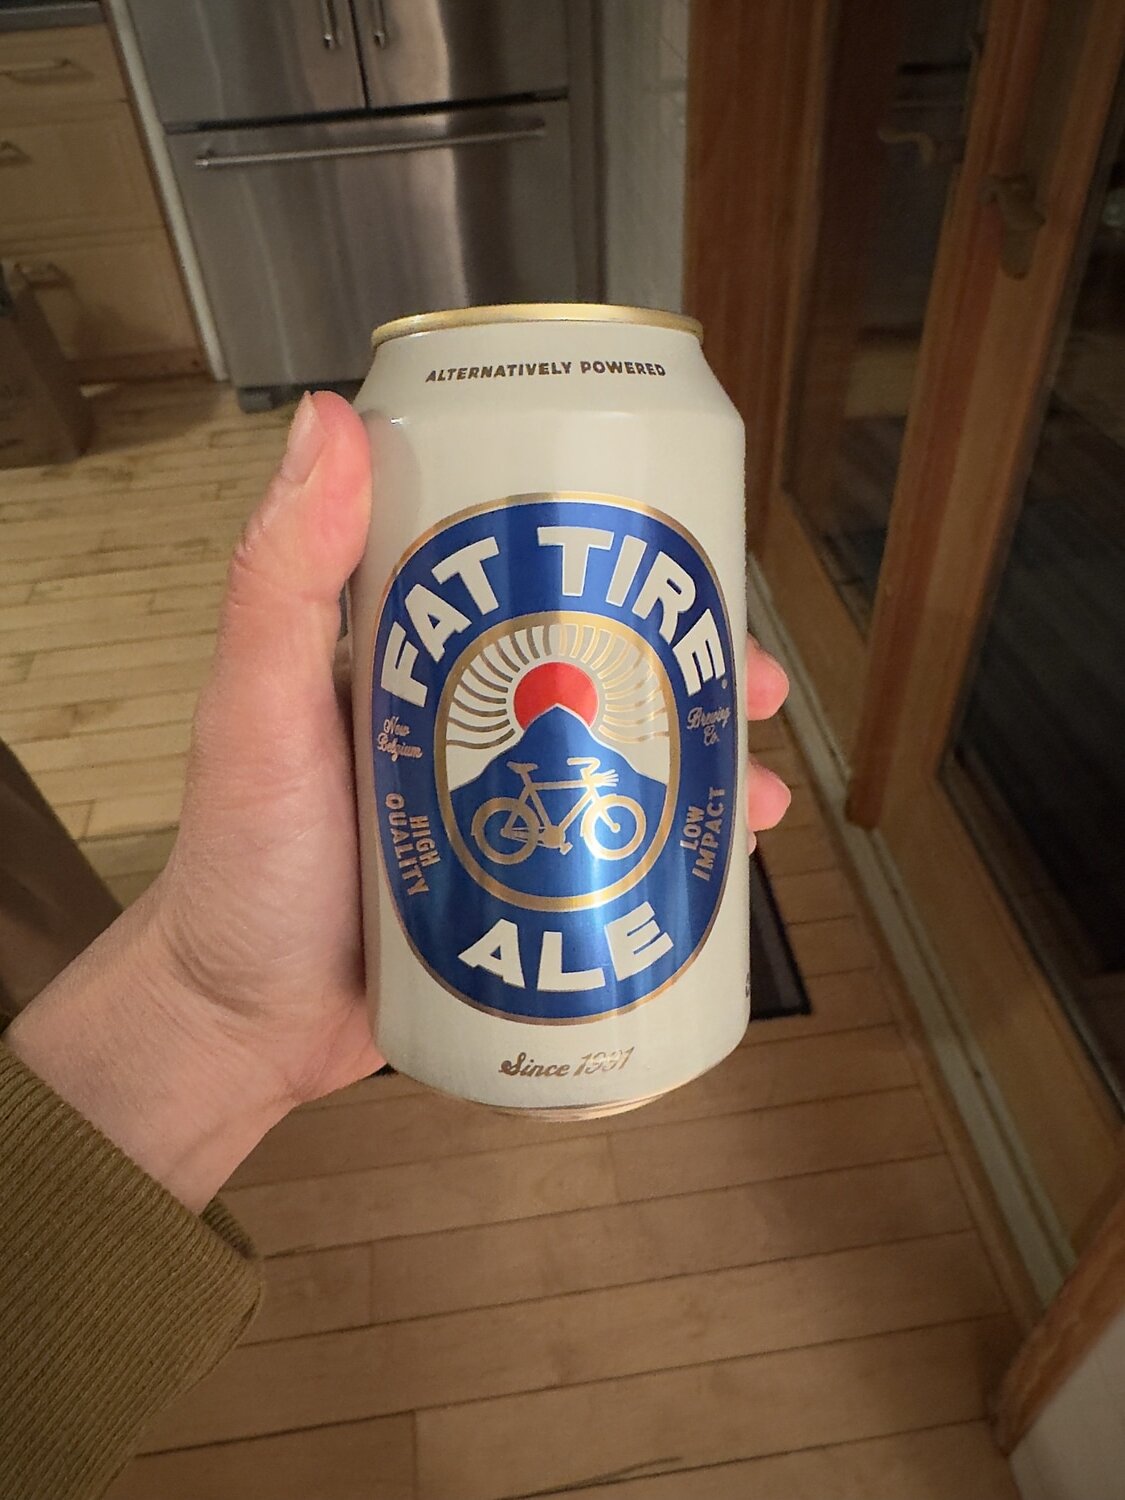 ALTERNATIVELY POWERED
FAT TIRE
New
Belgium
Brewing
Co.
HIGH
QUALITY
LOW
IMPACT
ALE
Since 1991